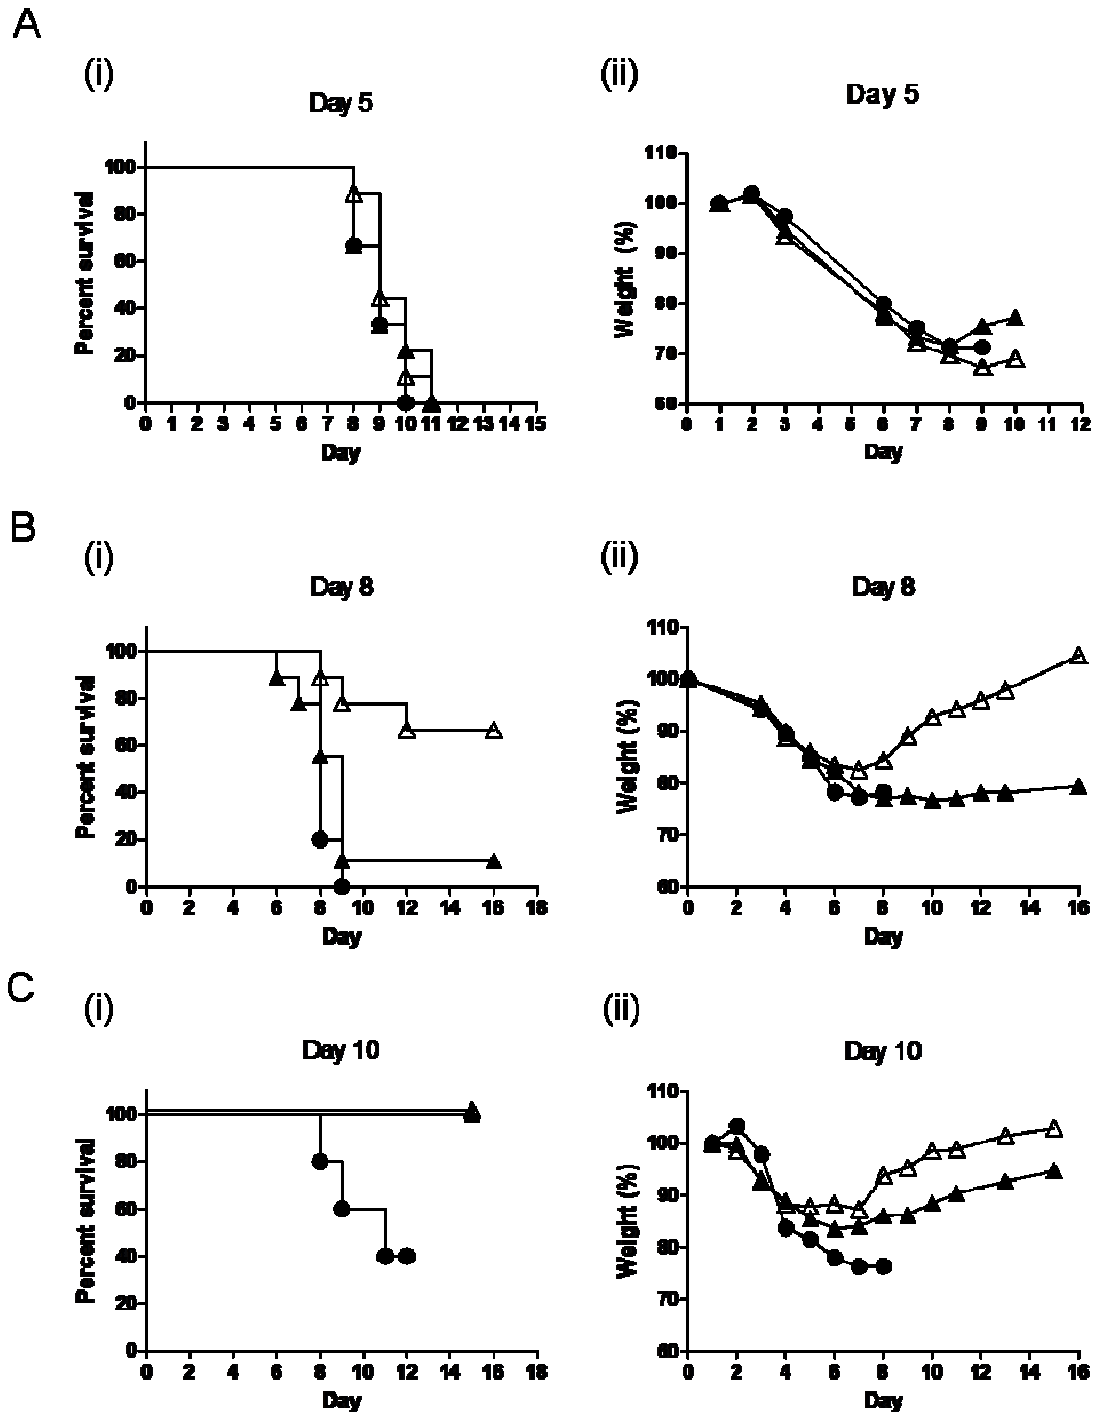 A
(i)
(ii)
Day 5
Day 5
Percent survival
100
80
60
40
20
0
0 1 2 3 4 5 6 7 8 9 10 11 12 13 14 15
Day
Weight (%)
110
100
90
80
70
60
0 1 2 3 4 5 6 7 8 9 10 11 12
Day
B
(i)
(ii)
Day 8
Day 8
Percent survival
100
80
60
40
20
0
0 2 4 6 8 10 12 14 16 18
Day
Weight (%)
110
100
90
80
70
60
0 2 4 6 8 10 12 14 16
Day
C
(i)
(ii)
Day 10
Day 10
Percent survival
100
80
60
40
20
0
0 2 4 6 8 10 12 14 16 18
Day
Weight (%)
110
100
90
80
70
60
0 2 4 6 8 10 12 14 16
Day